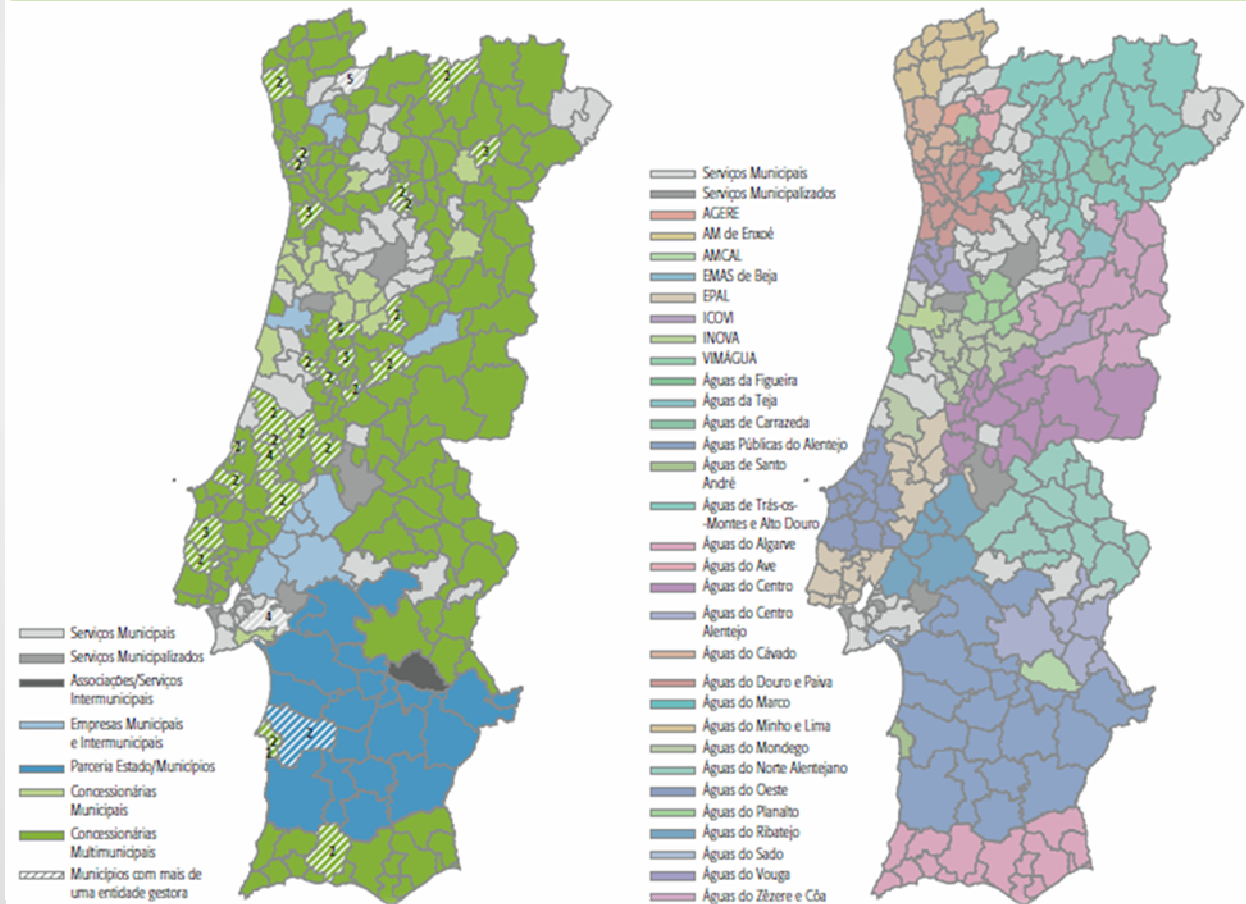 Serviços Municipais
Serviços Municipalizados
Associações/Serviços
Intermunicipais
Empresas Municipais
e Intermunicipais
Parceria Estado/Municípios
Concessionárias
Municipais
Concessionárias
Multimunicipais
Municípios com mais de
uma entidade gestora
5
4
Serviços Municipais
Serviços Municipalizados
AGERE
AM de Enxoé
AMCAL
EMAS de Beja
EPAL
ICOVI
INOVA
VIMÁGUA
Águas da Figueira
Águas da Teja
Águas de Carrazeda
Águas Públicas do Alentejo
Águas de Santo
André
Águas de Trás-os-
-Montes e Alto Douro
Águas do Algarve
Águas do Ave
Águas do Centro
Águas do Centro
Alentejo
Águas do Cávado
Águas do Douro e Paiva
Águas do Marco
Águas do Minho e Lima
Águas do Mondego
Águas do Norte Alentejano
Águas do Oeste
Águas do Planalto
Águas do Ribatejo
Águas do Sado
Águas do Vouga
Águas do Zêzere e Côa